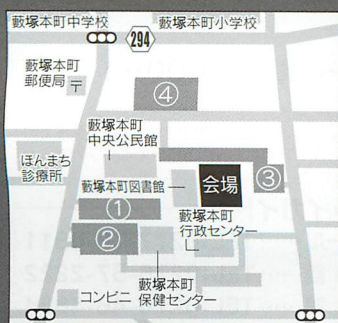 藪塚本町中学校
藪塚本町小学校
294
藪塚本町
郵便局
〒
④
藪塚本町
中央公民館
ほんまち
診療所
藪塚本町図書館
会場
③
①
藪塚本町
行政センター
②
藪塚本町
保健センター
コンビニ